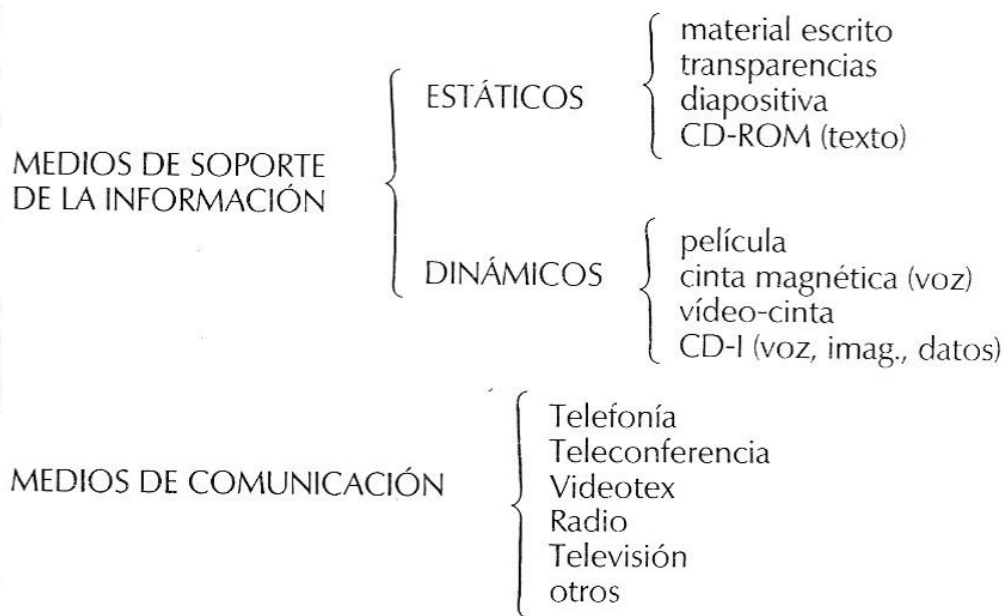 MEDIOS DE SOPORTE
DE LA INFORMACIÓN
ESTÁTICOS
material escrito
transparencias
diapositiva
CD-ROM (texto)
DINÁMICOS
película
cinta magnética (voz)
vídeo-cinta
CD-I (voz, imag., datos)
MEDIOS DE COMUNICACIÓN
Telefonía
Teleconferencia
Videotex
Radio
Televisión
otros